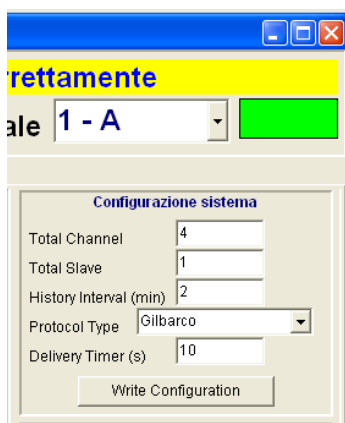 rrettamente
ale 1 - A
Configurazione sistema
Total Channel 4
Total Slave 1
History Interval (min) 2
Protocol Type Gilbarco
Delivery Timer (s) 10
Write Configuration